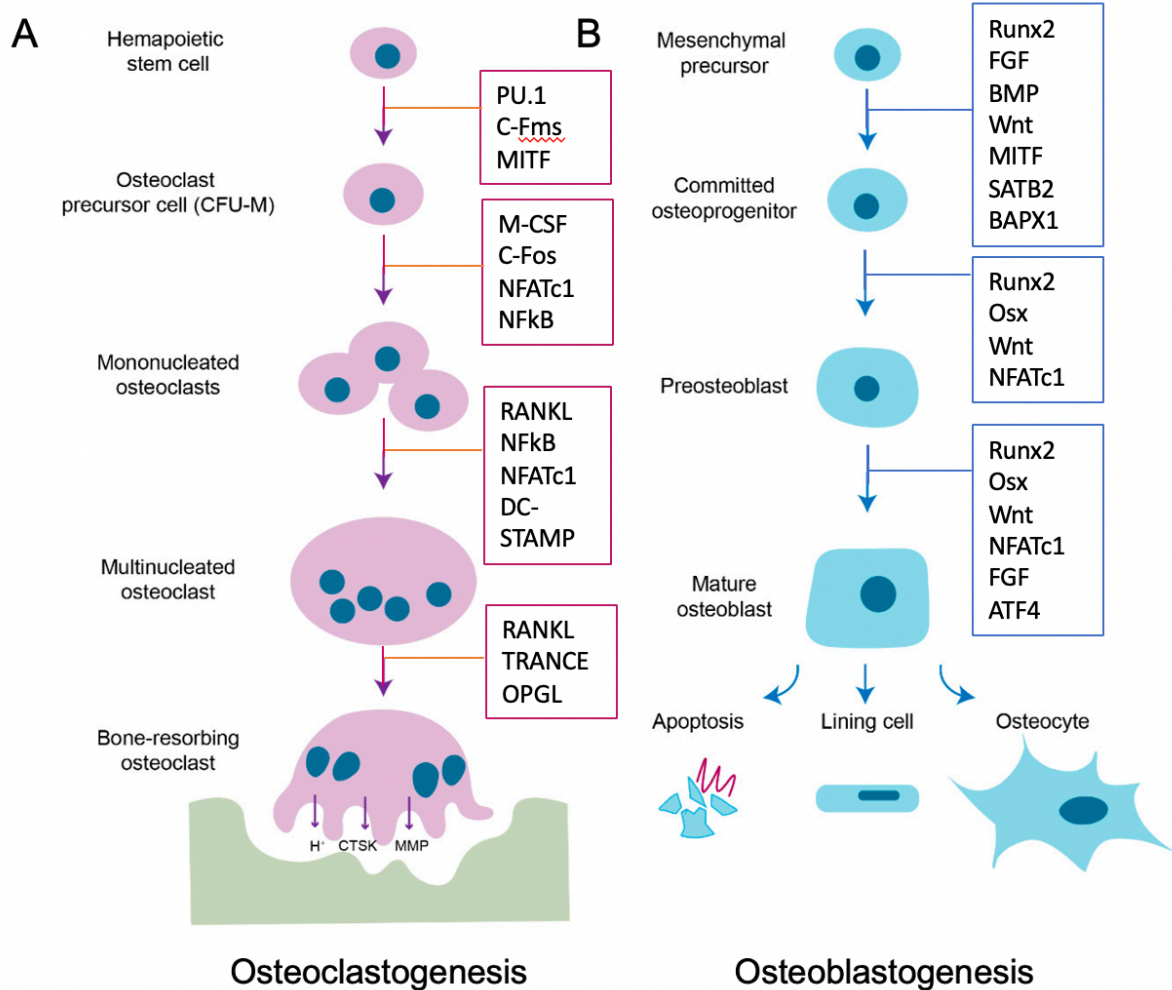 A
Hemapoietic
stem cell
PU.1
C-Fms
MITF
Osteoclast
precursor cell (CFU-M)
M-CSF
C-Fos
NFATc1
NFkB
Mononucleated
osteoclasts
RANKL
NFkB
NFATc1
DC-
STAMP
Multinucleated
osteoclast
RANKL
TRANCE
OPGL
Bone-resorbing
osteoclast
H⁺ CTSK MMP
Osteoclastogenesis
B
Mesenchymal
precursor
Runx2
FGF
BMP
Wnt
MITF
SATB2
BAPX1
Committed
osteoprogenitor
Runx2
Osx
Wnt
NFATc1
Preosteoblast
Runx2
Osx
Wnt
NFATc1
FGF
ATF4
Mature
osteoblast
Apoptosis Lining cell Osteocyte
Osteoblastogenesis